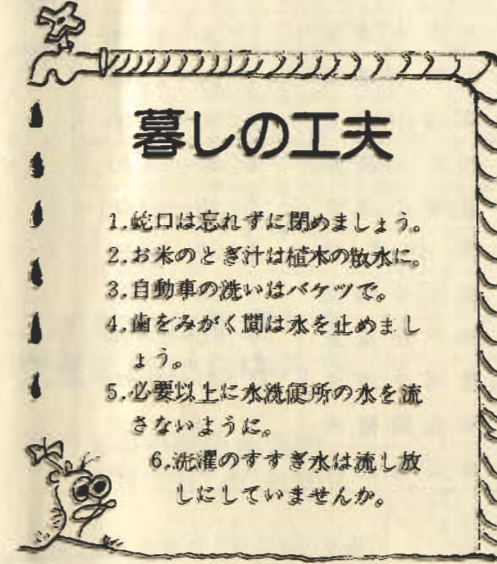 暮しの工夫
1.蛇口は忘れずに閉めましょう。
2.お米のとぎ汁は植木の散水に。
3.自動車の洗いはバケツで。
4.歯をみがく間は水を止めまし
ょう。
5.必要以上に水洗便所の水を流
さないように。
6.洗濯のすすぎ水は流し放
しにしていませんか。